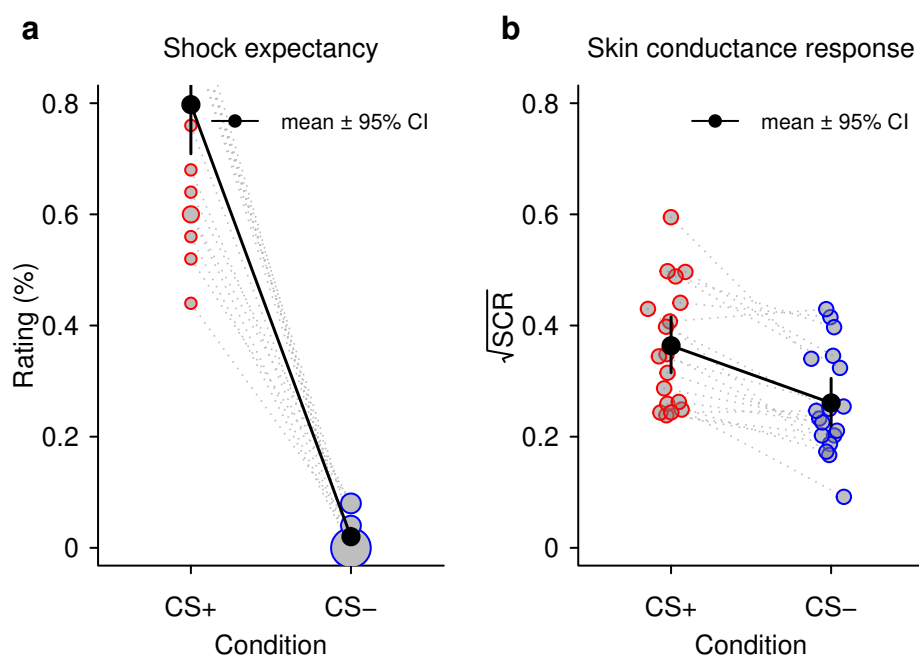 a
Shock expectancy
0.8
0.6
0.4
0.2
0
Rating (%)
mean ± 95% CI
CS+
CS−
Condition
b
Skin conductance response
0.8
0.6
0.4
0.2
0
√SCR
mean ± 95% CI
CS+
CS−
Condition